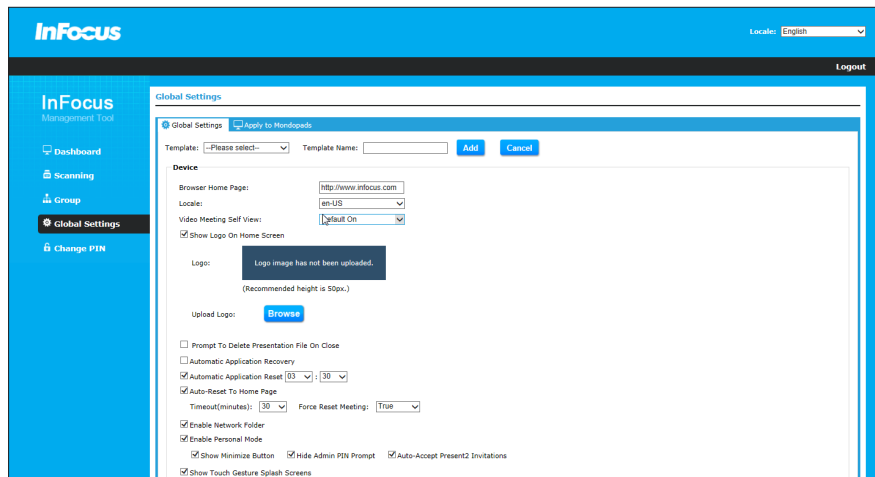 InFocus
Locale: English
Logout
InFocus
Management Tool
Dashboard
Scanning
Group
Global Settings
Change PIN
Global Settings
Global Settings Apply to Mondopads
Template: --Please select-- Template Name: Add Cancel
Device
Browser Home Page: http://www.infocus.com
Locale: en-US
Video Meeting Self View: Default On
Show Logo On Home Screen
Logo: Logo image has not been uploaded.
(Recommended height is 50px.)
Upload Logo: Browse
Prompt To Delete Presentation File On Close
Automatic Application Recovery
Automatic Application Reset 03 : 30
Auto-Reset To Home Page
Timeout(minutes): 30 Force Reset Meeting: True
Enable Network Folder
Enable Personal Mode
Show Minimize Button Hide Admin PIN Prompt Auto-Accept Present2 Invitations
Show Touch Gesture Splash Screens